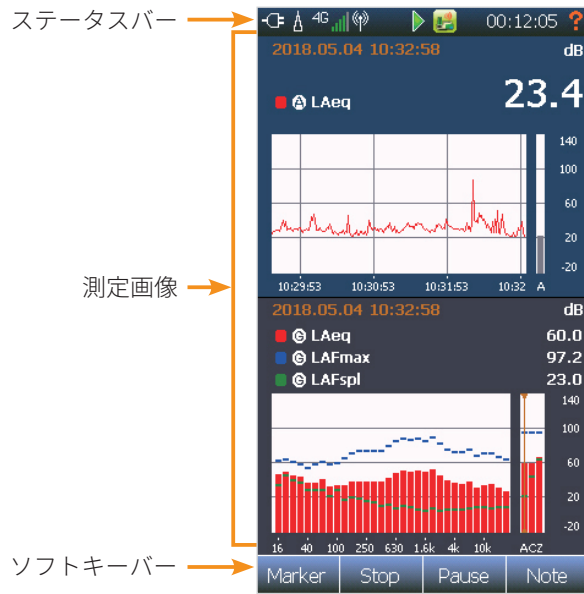 ステータスバー
4G 00:12:05 ?
2018.05.04 10:32:58 dB
A LAeq 23.4
140
100
60
20
-20
10:29:53 10:30:53 10:31:53 10:32 A
測定画像
2018.05.04 10:32:58 dB
G LAeq 60.0
G LAFmax 97.2
G LAFspl 23.0
140
100
60
20
-20
16 40 100 250 630 1.6k 4k 10k ACZ
ソフトキーバー
Marker Stop Pause Note